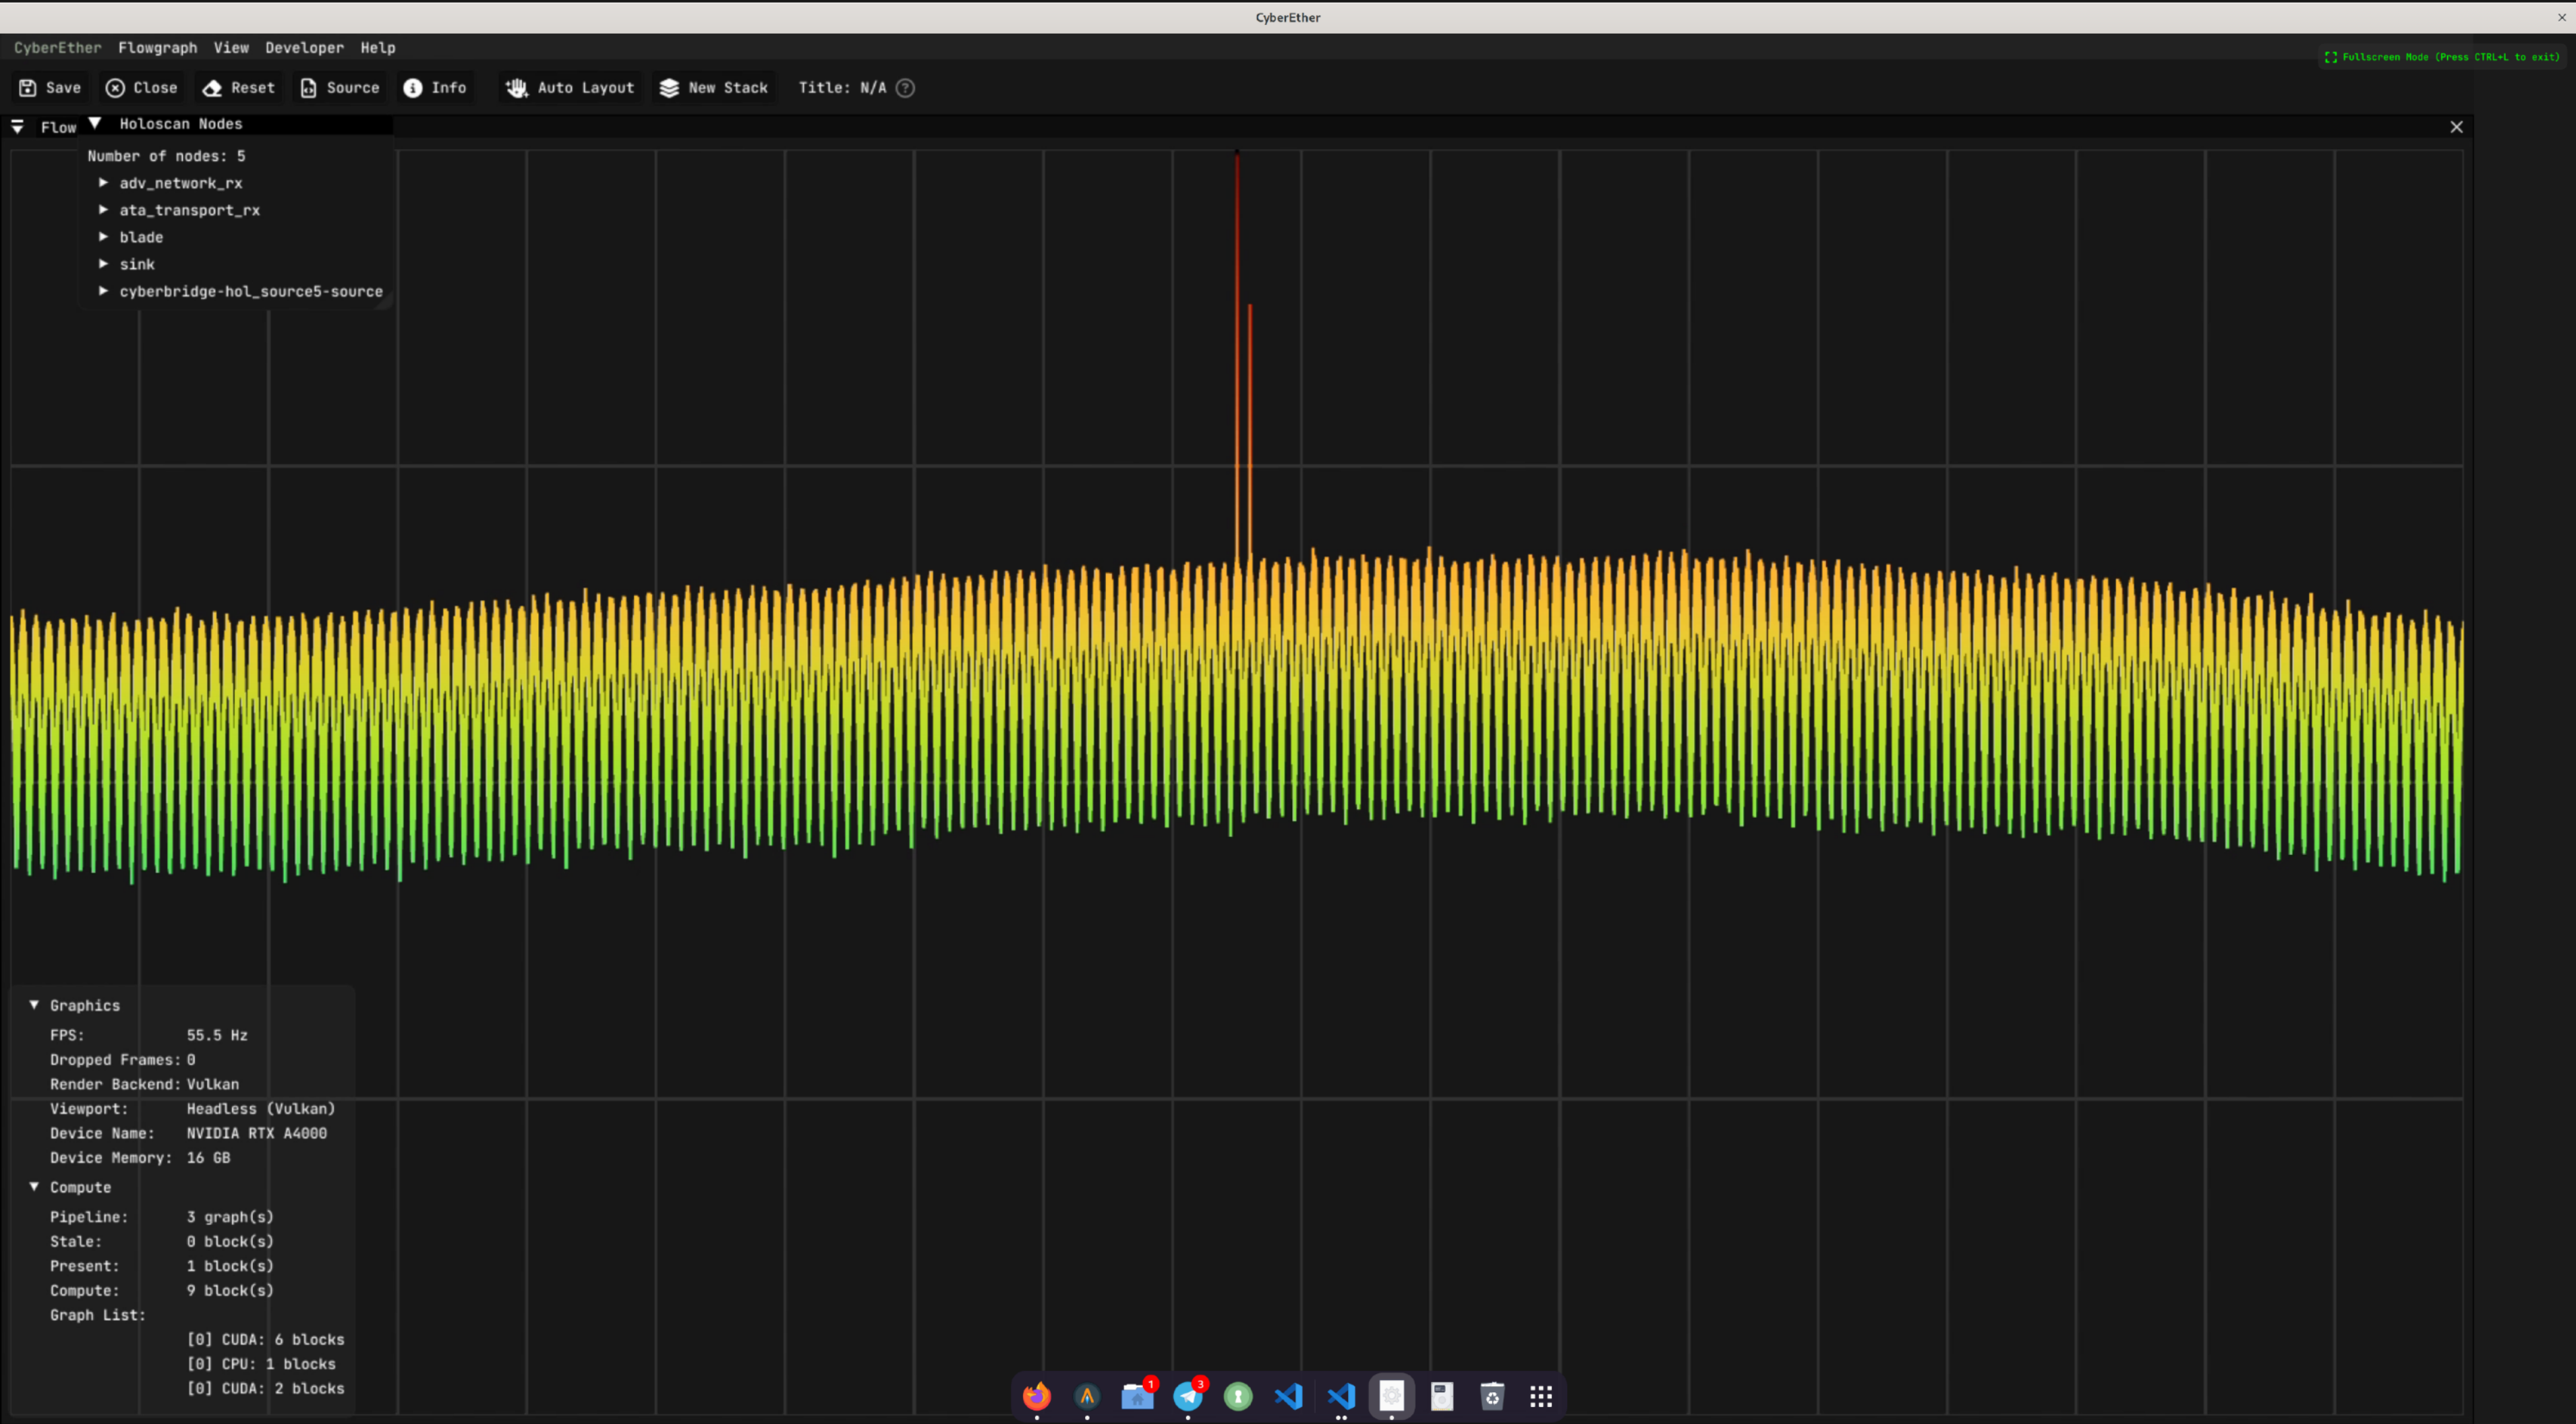 CyberEther
CyberEther Flowgraph View Developer Help
Fullscreen Mode (Press CTRL+L to exit)
Save Close Reset Source Info Auto Layout New Stack Title: N/A ?
Flow
Holoscan Nodes
Number of nodes: 5
adv_network_rx
ata_transport_rx
blade
sink
cyberbridge-hol_source5-source
Graphics
FPS: 55.5 Hz
Dropped Frames: 0
Render Backend: Vulkan
Viewport: Headless (Vulkan)
Device Name: NVIDIA RTX A4000
Device Memory: 16 GB
Compute
Pipeline: 3 graph(s)
Stale: 0 block(s)
Present: 1 block(s)
Compute: 9 block(s)
Graph List:
[0] CUDA: 6 blocks
[0] CPU: 1 blocks
[0] CUDA: 2 blocks
1
3